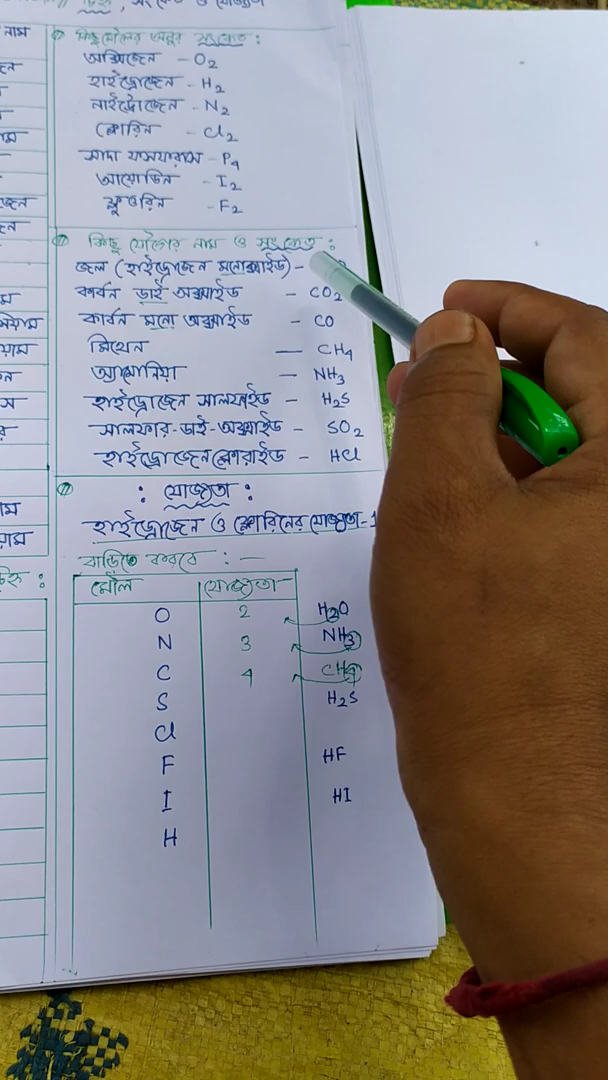 চিহ্ন, সংকেত ও যোজ্যতা
কিছু মৌলের অনুর সংকেত :
অক্সিজেন - O2
হাইড্রোজেন - H2
নাইট্রোজেন - N2
ক্লোরিন - Cl2
সাদা ফসফরাস - P4
আয়োডিন - I2
ফ্লুওরিন - F2
কিছু যৌগের নাম ও সংকেত :
জল (হাইড্রোজেন মনোক্সাইড) -
কার্বন ডাই অক্সাইড - CO2
কার্বন মনো অক্সাইড - CO
মিথেন — CH4
অ্যামোনিয়া — NH3
হাইড্রোজেন সালফাইড - H2S
সালফার-ডাই-অক্সাইড - SO2
হাইড্রোজেন ক্লোরাইড - HCl
: যোজ্যতা :
হাইড্রোজেন ও ক্লোরিনের যোজ্যতা - 1
বাড়িতে করবে : —
মৌল যোজ্যতা
O 2 H2O
N 3 NH3
C 4 CH4
S H2S
Cl
F HF
I HI
H